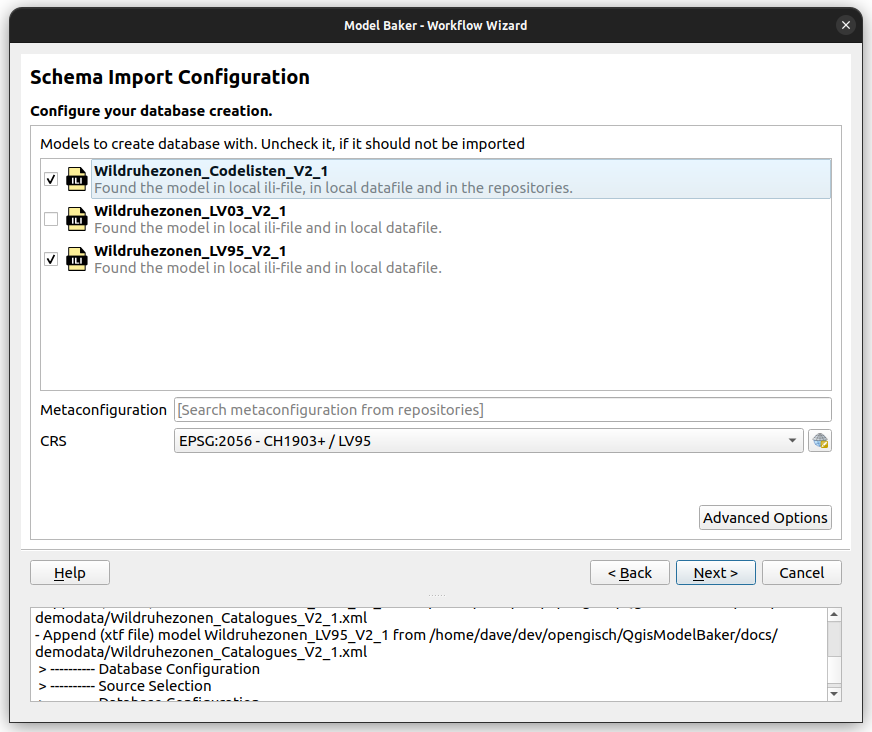 Model Baker - Workflow Wizard
Schema Import Configuration
Configure your database creation.
Models to create database with. Uncheck it, if it should not be imported
ILI Wildruhezonen_Codelisten_V2_1
Found the model in local ili-file, in local datafile and in the repositories.
ILI Wildruhezonen_LV03_V2_1
Found the model in local ili-file and in local datafile.
ILI Wildruhezonen_LV95_V2_1
Found the model in local ili-file and in local datafile.
Metaconfiguration [Search metaconfiguration from repositories]
CRS EPSG:2056 - CH1903+ / LV95
Advanced Options
Help < Back Next > Cancel
demodata/Wildruhezonen_Catalogues_V2_1.xml
- Append (xtf file) model Wildruhezonen_LV95_V2_1 from /home/dave/dev/opengisch/QgisModelBaker/docs/
demodata/Wildruhezonen_Catalogues_V2_1.xml
> ---------- Database Configuration
> ---------- Source Selection